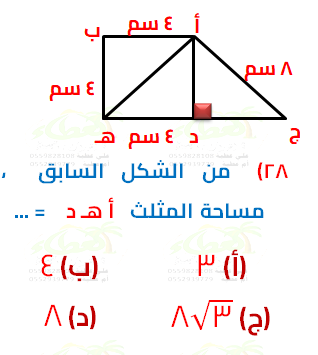 ٤ سم
ب أ
٤ سم ٨ سم
هـ ٤ سم د ج
٢٨) من الشكل السابق ،
مساحة المثلث أ هـ د = ...
(أ) ٣ (ب) ٤
(ج) ٨√٣ (د) ٨